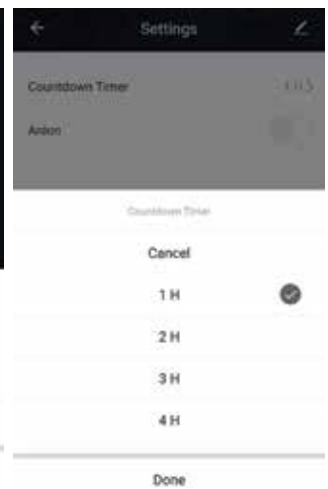 Settings
Countdown Timer
Anion
Countdown Timer
Cancel
1 H
2 H
3 H
4 H
Done